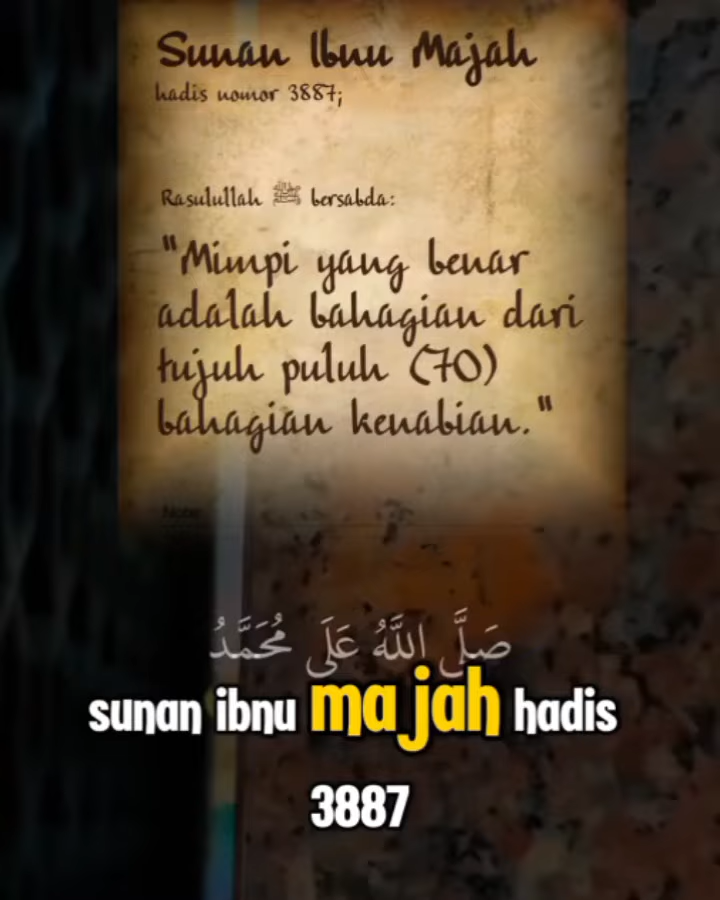 Sunan Ibnu Majah
hadis nomor 3887;
Rasulullah ﷺ bersabda:
"Mimpi yang benar
adalah bahagian dari
tujuh puluh (70)
bahagian kenabian."
Note:
صَلَّى اللَّهُ عَلَى مُحَمَّدْ
sunan ibnu majah hadis
3887